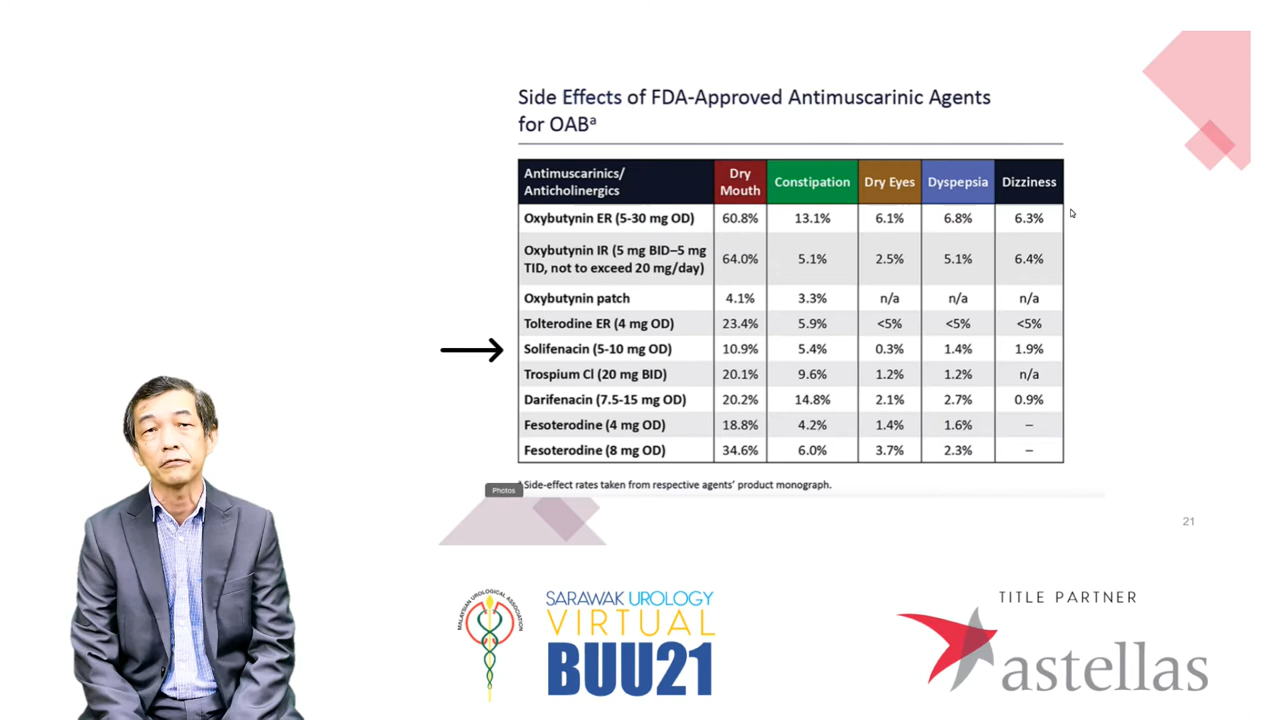 Side Effects of FDA-Approved Antimuscarinic Agents
for OABᵃ
Antimuscarinics/
Anticholinergics
Dry
Mouth
Constipation
Dry Eyes
Dyspepsia
Dizziness
Oxybutynin ER (5-30 mg OD) 60.8% 13.1% 6.1% 6.8% 6.3%
Oxybutynin IR (5 mg BID–5 mg
TID, not to exceed 20 mg/day) 64.0% 5.1% 2.5% 5.1% 6.4%
Oxybutynin patch 4.1% 3.3% n/a n/a n/a
Tolterodine ER (4 mg OD) 23.4% 5.9% <5% <5% <5%
Solifenacin (5-10 mg OD) 10.9% 5.4% 0.3% 1.4% 1.9%
Trospium Cl (20 mg BID) 20.1% 9.6% 1.2% 1.2% n/a
Darifenacin (7.5-15 mg OD) 20.2% 14.8% 2.1% 2.7% 0.9%
Fesoterodine (4 mg OD) 18.8% 4.2% 1.4% 1.6% –
Fesoterodine (8 mg OD) 34.6% 6.0% 3.7% 2.3% –
Side-effect rates taken from respective agents' product monograph.
Photos
21
MALAYSIAN UROLOGICAL ASSOCIATION
SARAWAK UROLOGY
VIRTUAL
BUU21
TITLE PARTNER
astellas